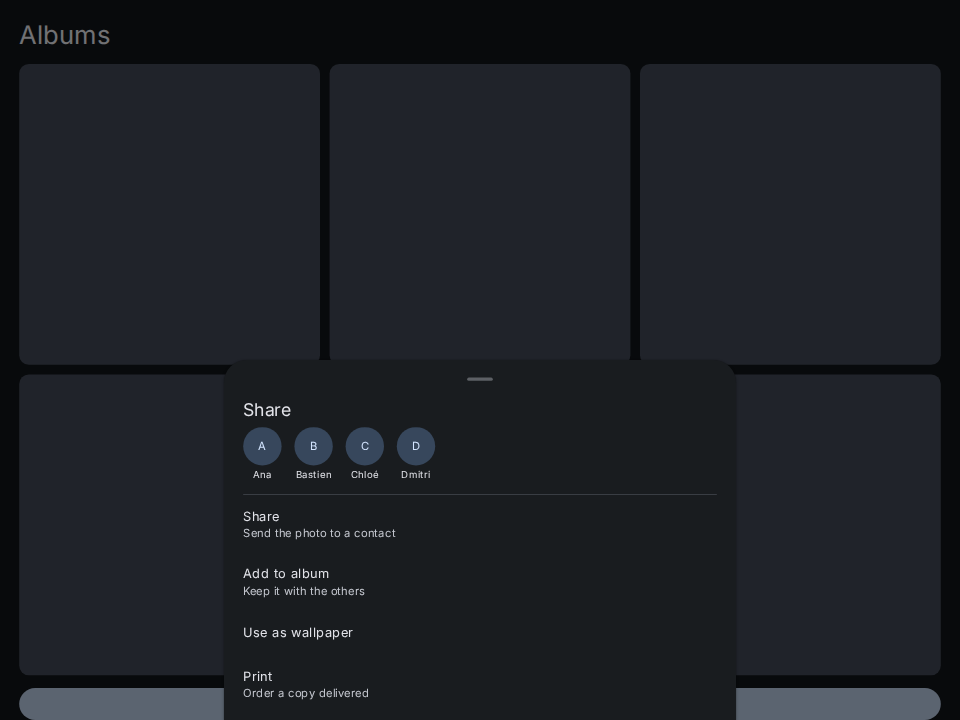 Albums
Share
A B C D
Ana Bastien Chloé Dmitri
Share
Send the photo to a contact
Add to album
Keep it with the others
Use as wallpaper
Print
Order a copy delivered